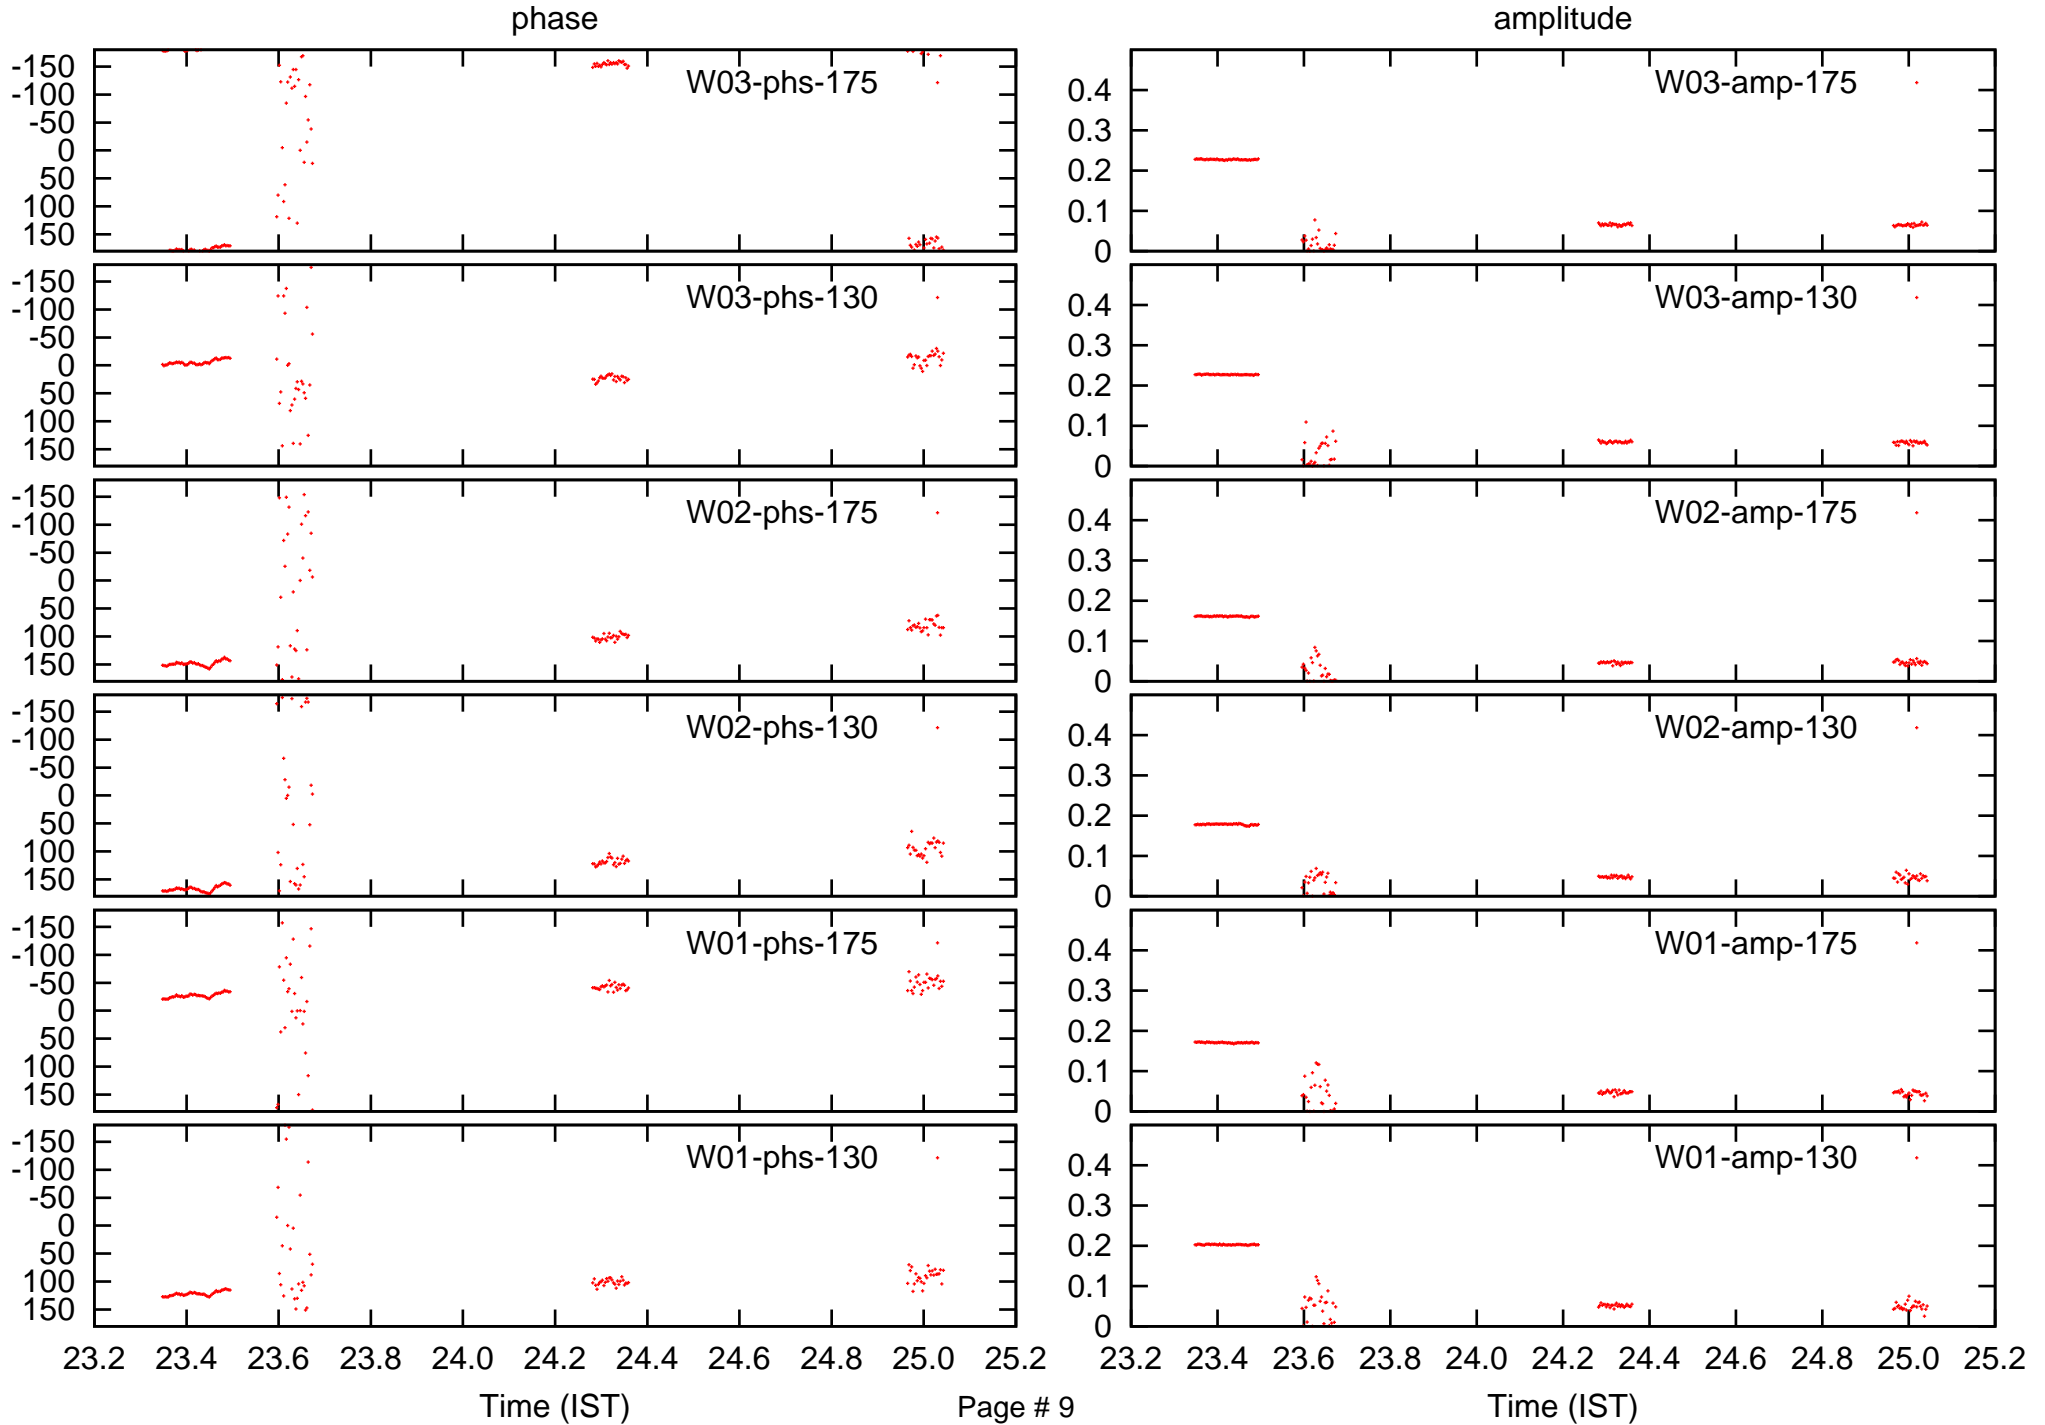 phase amplitude
-150 -100 -50 0 50 100 150 W03-phs-175 0.4 0.3 0.2 0.1 0 W03-amp-175
-150 -100 -50 0 50 100 150 W03-phs-130 0.4 0.3 0.2 0.1 0 W03-amp-130
-150 -100 -50 0 50 100 150 W02-phs-175 0.4 0.3 0.2 0.1 0 W02-amp-175
-150 -100 -50 0 50 100 150 W02-phs-130 0.4 0.3 0.2 0.1 0 W02-amp-130
-150 -100 -50 0 50 100 150 W01-phs-175 0.4 0.3 0.2 0.1 0 W01-amp-175
-150 -100 -50 0 50 100 150 W01-phs-130 0.4 0.3 0.2 0.1 0 W01-amp-130
23.2 23.4 23.6 23.8 24.0 24.2 24.4 24.6 24.8 25.0 25.2 23.2 23.4 23.6 23.8 24.0 24.2 24.4 24.6 24.8 25.0 25.2
Time (IST) Page # 9 Time (IST)